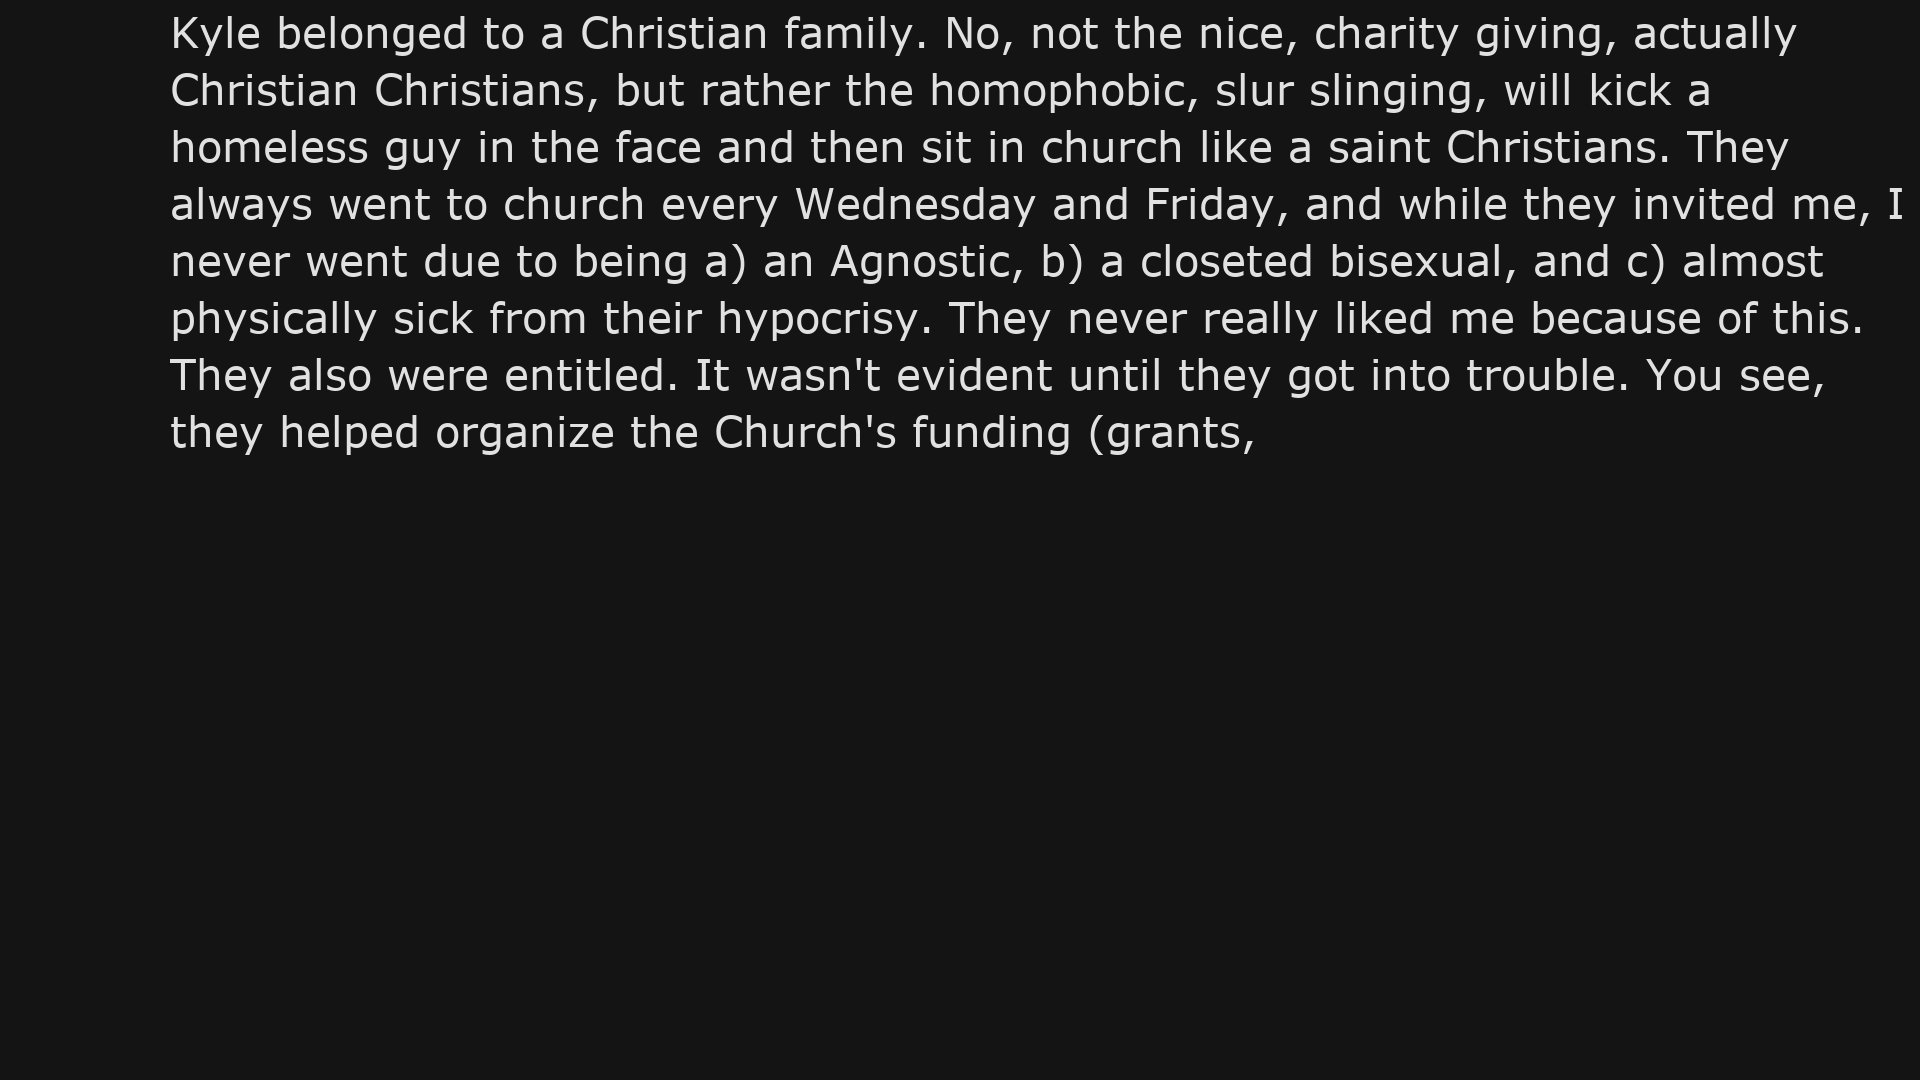 Kyle belonged to a Christian family. No, not the nice, charity giving, actually
Christian Christians, but rather the homophobic, slur slinging, will kick a
homeless guy in the face and then sit in church like a saint Christians. They
always went to church every Wednesday and Friday, and while they invited me, I
never went due to being a) an Agnostic, b) a closeted bisexual, and c) almost
physically sick from their hypocrisy. They never really liked me because of this.
They also were entitled. It wasn't evident until they got into trouble. You see,
they helped organize the Church's funding (grants,